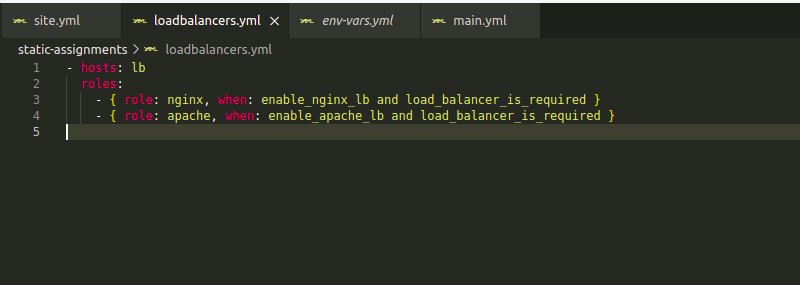 site.yml loadbalancers.yml env-vars.yml main.yml
static-assignments > loadbalancers.yml
1 - hosts: lb
2 roles:
3 - { role: nginx, when: enable_nginx_lb and load_balancer_is_required }
4 - { role: apache, when: enable_apache_lb and load_balancer_is_required }
5